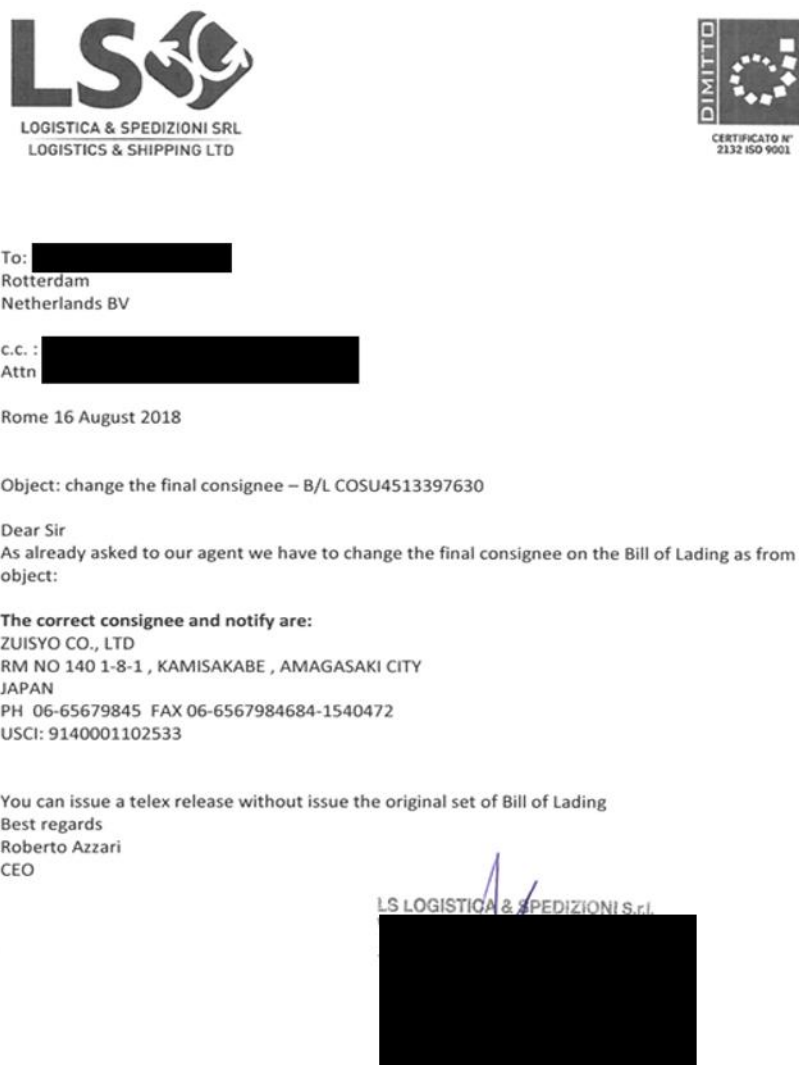 LS
LOGISTICA & SPEDIZIONI SRL
LOGISTICS & SHIPPING LTD
DIMITTO
CERTIFICATO N°
2132 ISO 9001
To:
Rotterdam
Netherlands BV
c.c. :
Attn
Rome 16 August 2018
Object: change the final consignee – B/L COSU4513397630
Dear Sir
As already asked to our agent we have to change the final consignee on the Bill of Lading as from
object:
The correct consignee and notify are:
ZUISYO CO., LTD
RM NO 140 1-8-1 , KAMISAKABE , AMAGASAKI CITY
JAPAN
PH 06-65679845 FAX 06-6567984684-1540472
USCI: 9140001102533
You can issue a telex release without issue the original set of Bill of Lading
Best regards
Roberto Azzari
CEO
LS LOGISTICA & SPEDIZIONI S.r.l.